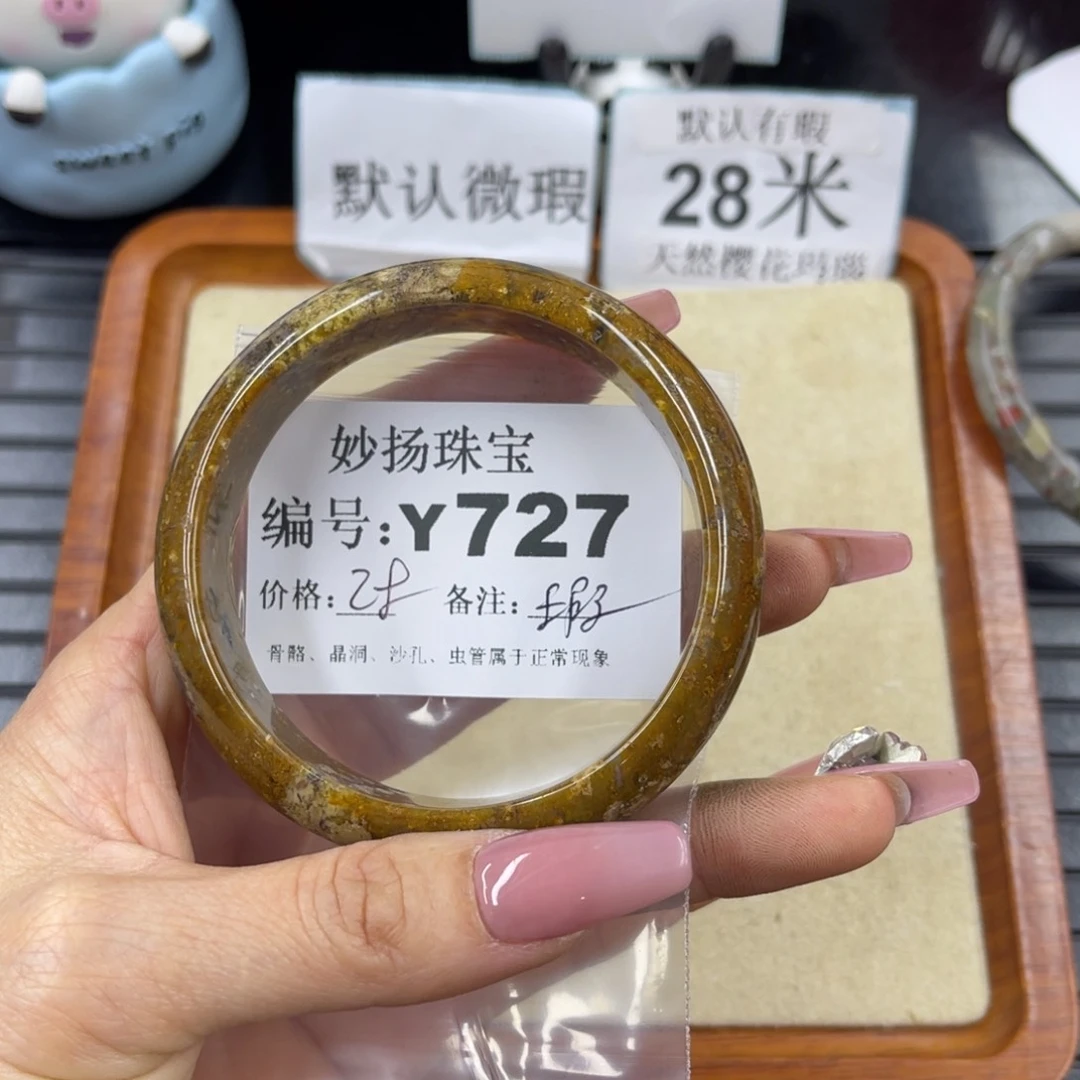 默认微瑕
默认有暇
28米
天然樱花玛瑙
妙扬珠宝
编号:Y727
价格: 28 备注:
骨骼、晶洞、沙孔、虫管属于正常现象